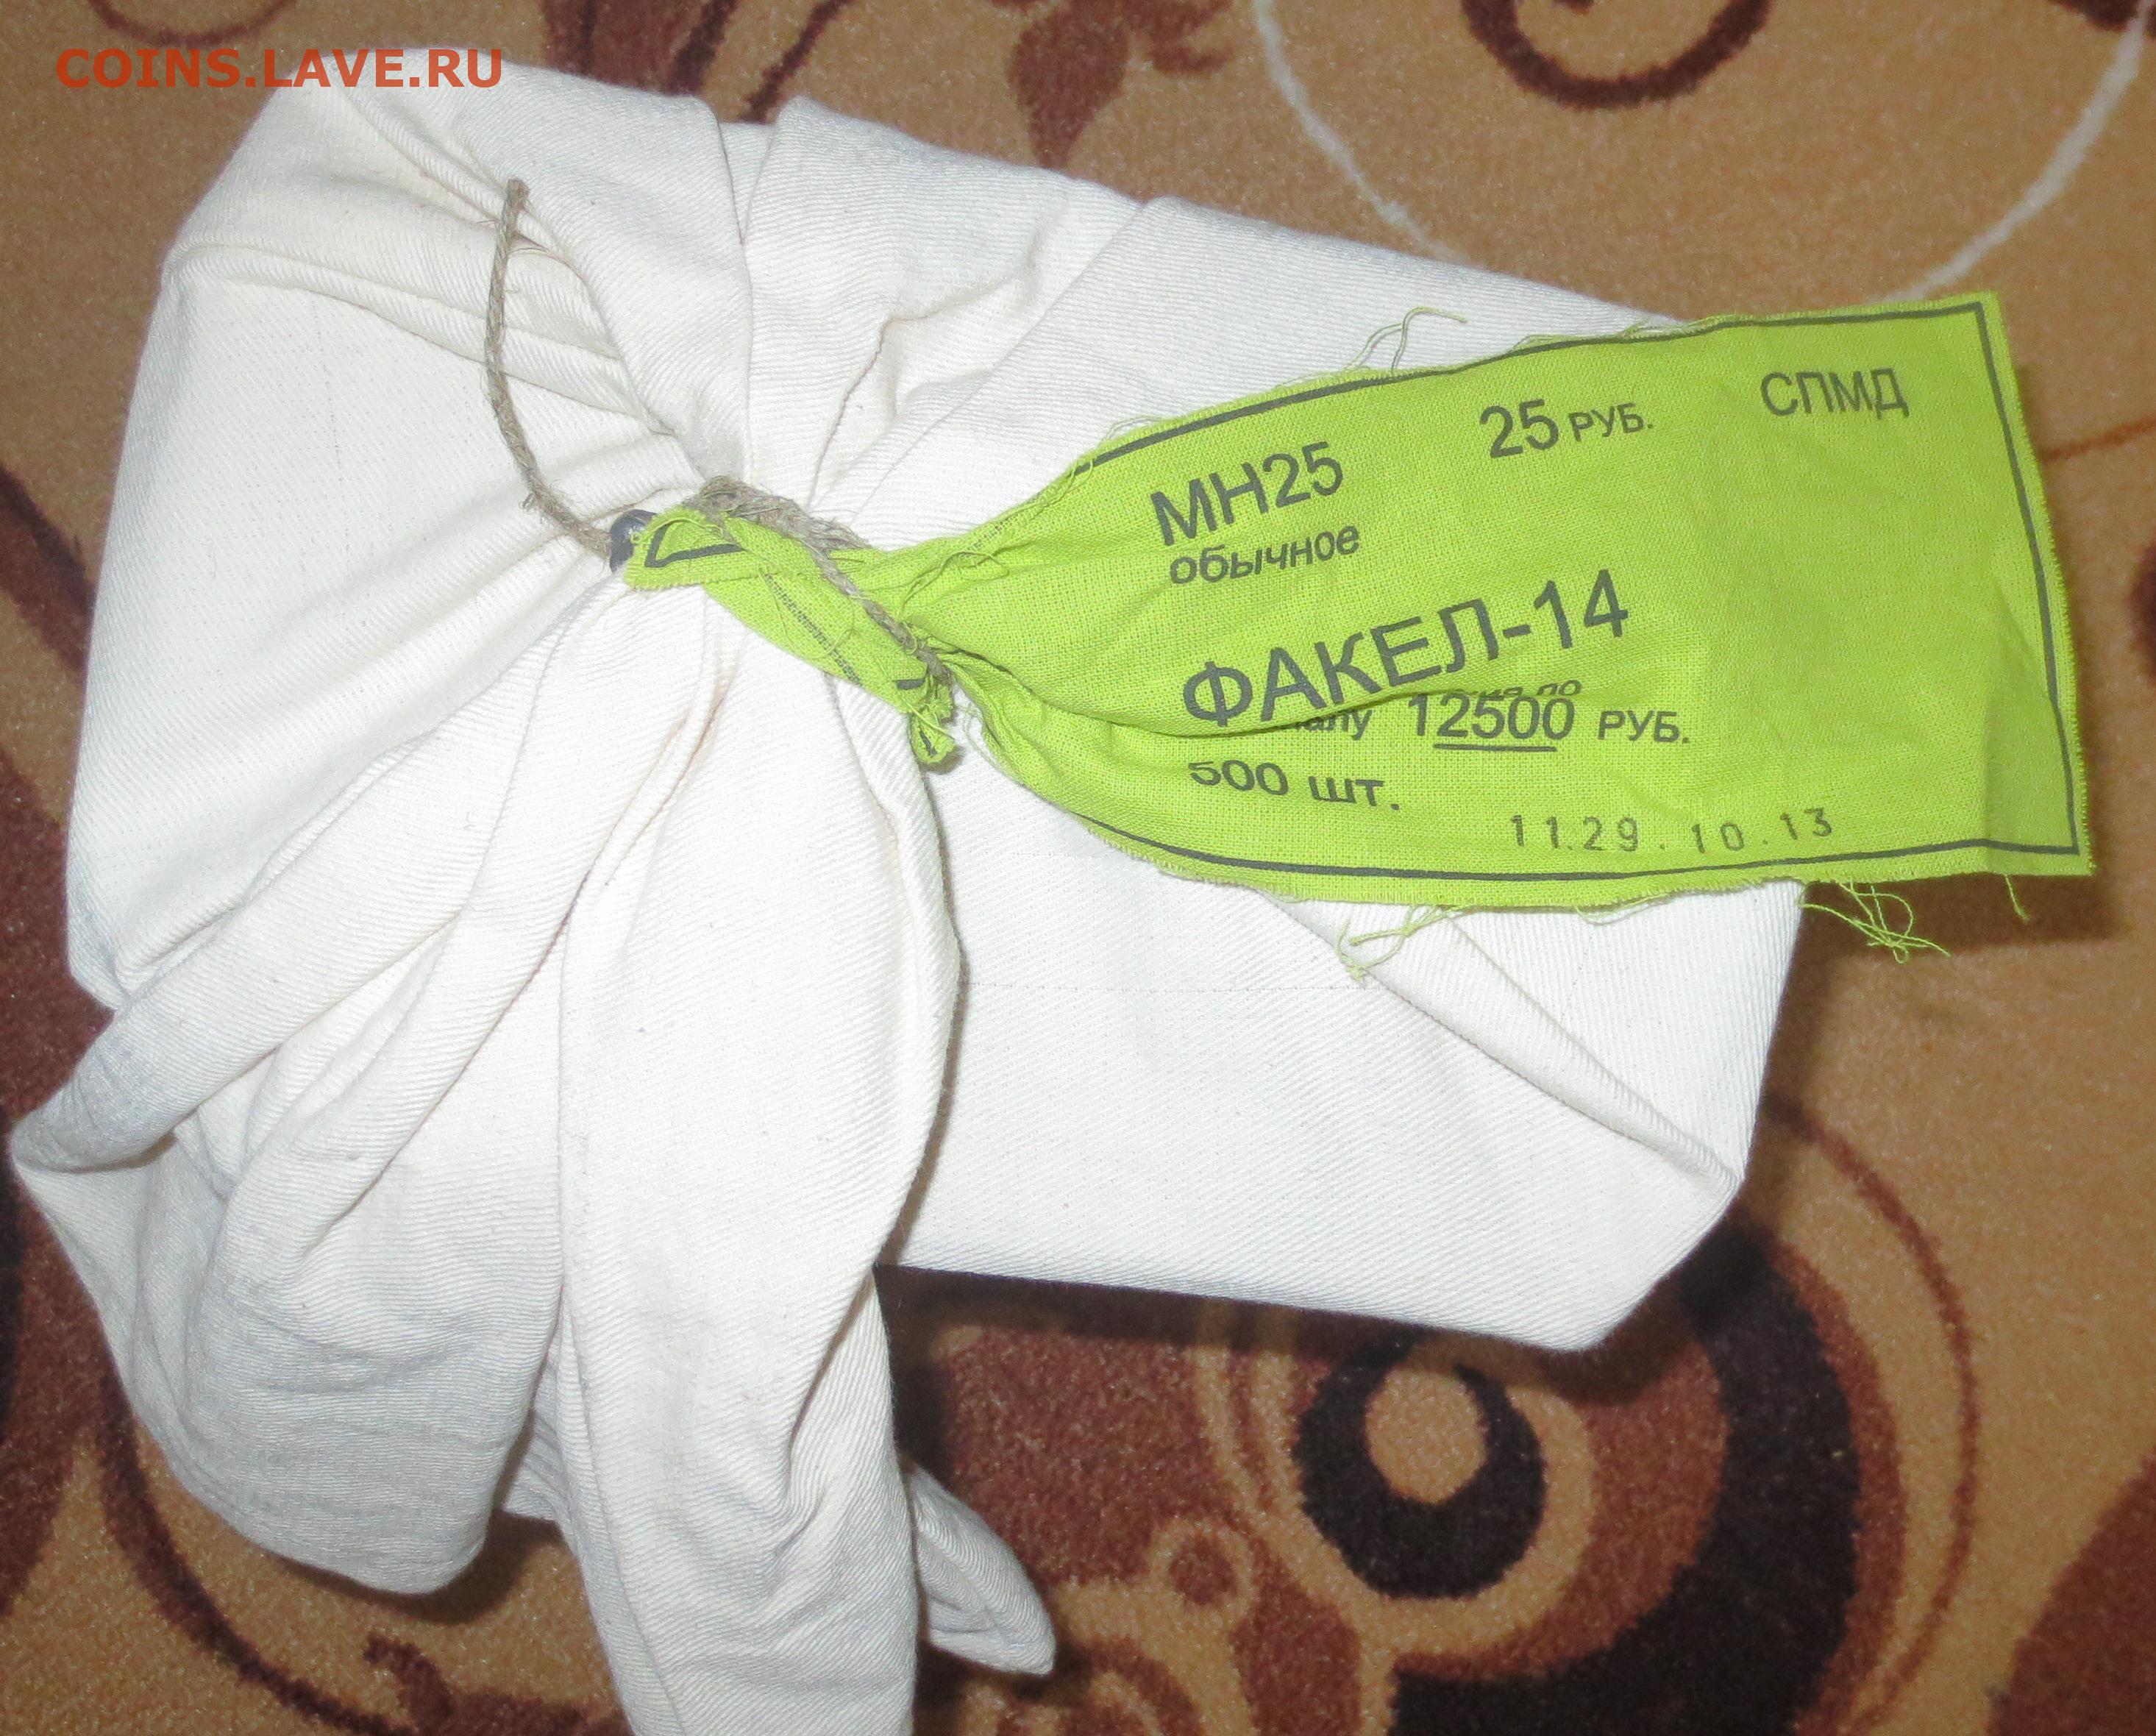 COINS.LAVE.RU
МН25 25 РУБ. СПМД
обычное
ФАКЕЛ-14
12500 РУБ.
500 шт.
11.29.10.13